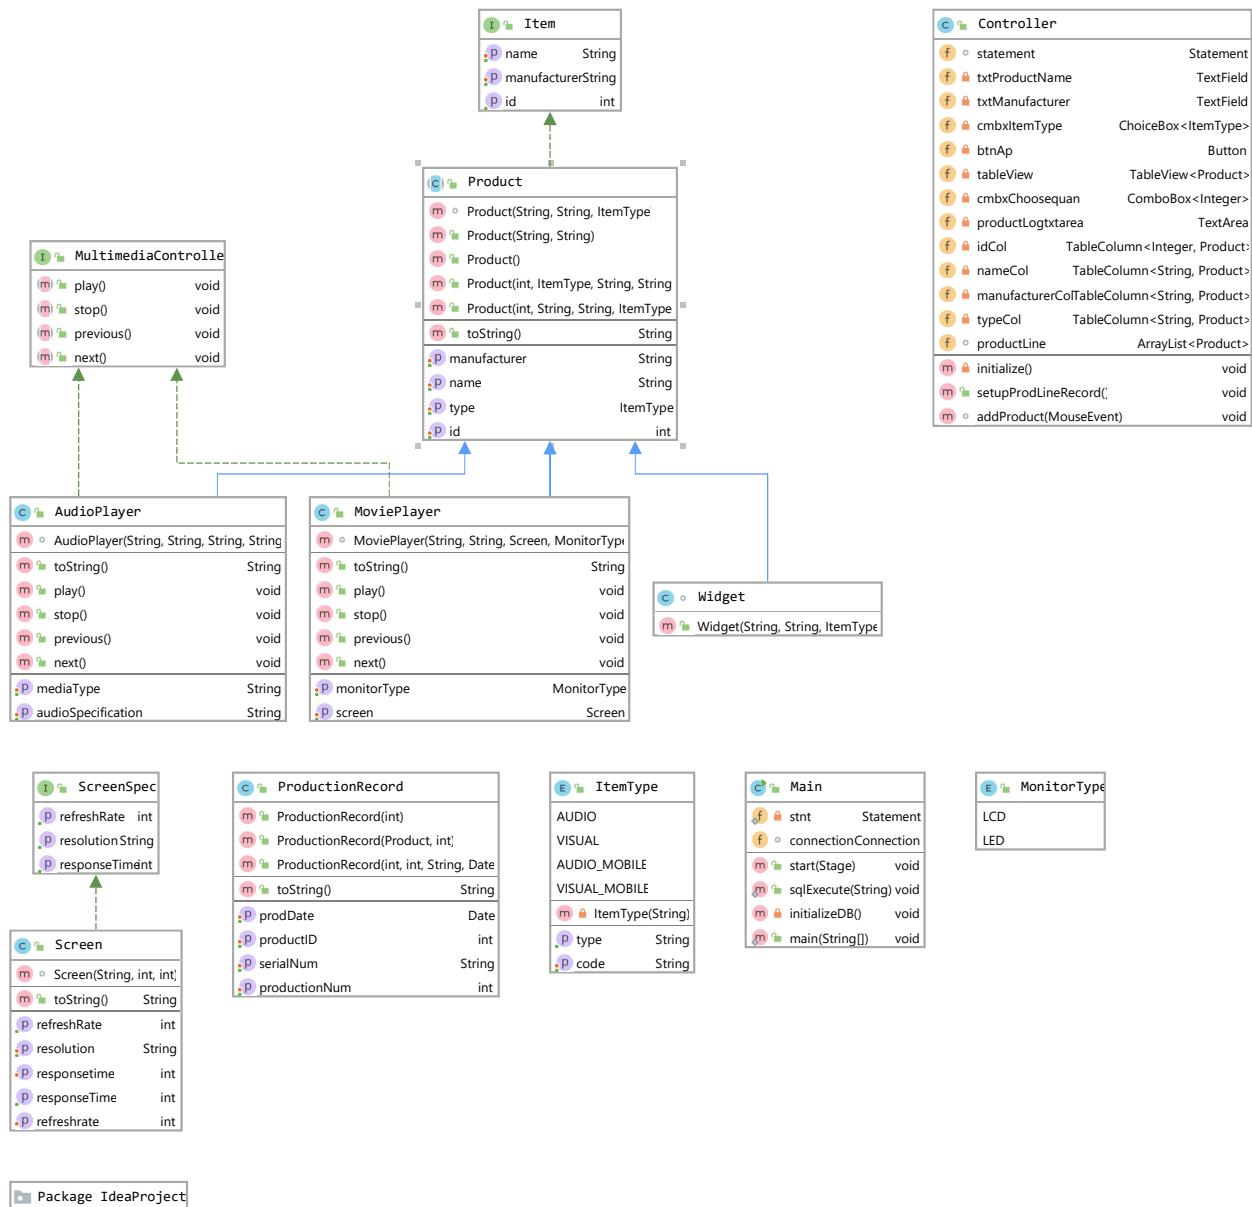 Item
name String
manufacturerString
id int
Controller
statement Statement
txtProductName TextField
txtManufacturer TextField
cmbxItemType ChoiceBox<ItemType>
btnAp Button
tableView TableView<Product>
cmbxChoosequan ComboBox<Integer>
productLogtxtarea TextArea
idCol TableColumn<Integer, Product>
nameCol TableColumn<String, Product>
manufacturerColTableColumn<String, Product>
typeCol TableColumn<String, Product>
productLine ArrayList<Product>
initialize() void
setupProdLineRecord() void
addProduct(MouseEvent) void
Product
Product(String, String, ItemType
Product(String, String)
Product()
Product(int, ItemType, String, String
Product(int, String, String, ItemType
toString() String
manufacturer String
name String
type ItemType
id int
MultimediaControlle
play() void
stop() void
previous() void
next() void
AudioPlayer
AudioPlayer(String, String, String, String
toString() String
play() void
stop() void
previous() void
next() void
mediaType String
audioSpecification String
MoviePlayer
MoviePlayer(String, String, Screen, MonitorType
toString() String
play() void
stop() void
previous() void
next() void
monitorType MonitorType
screen Screen
Widget
Widget(String, String, ItemType
ScreenSpec
refreshRate int
resolution String
responseTime int
ProductionRecord
ProductionRecord(int)
ProductionRecord(Product, int)
ProductionRecord(int, int, String, Date
toString() String
prodDate Date
productID int
serialNum String
productionNum int
ItemType
AUDIO
VISUAL
AUDIO_MOBILE
VISUAL_MOBILE
ItemType(String)
type String
code String
Main
stnt Statement
connectionConnection
start(Stage) void
sqlExecute(String) void
initializeDB() void
main(String[]) void
MonitorType
LCD
LED
Screen
Screen(String, int, int)
toString() String
refreshRate int
resolution String
responsetime int
responseTime int
refreshrate int
Package IdeaProject